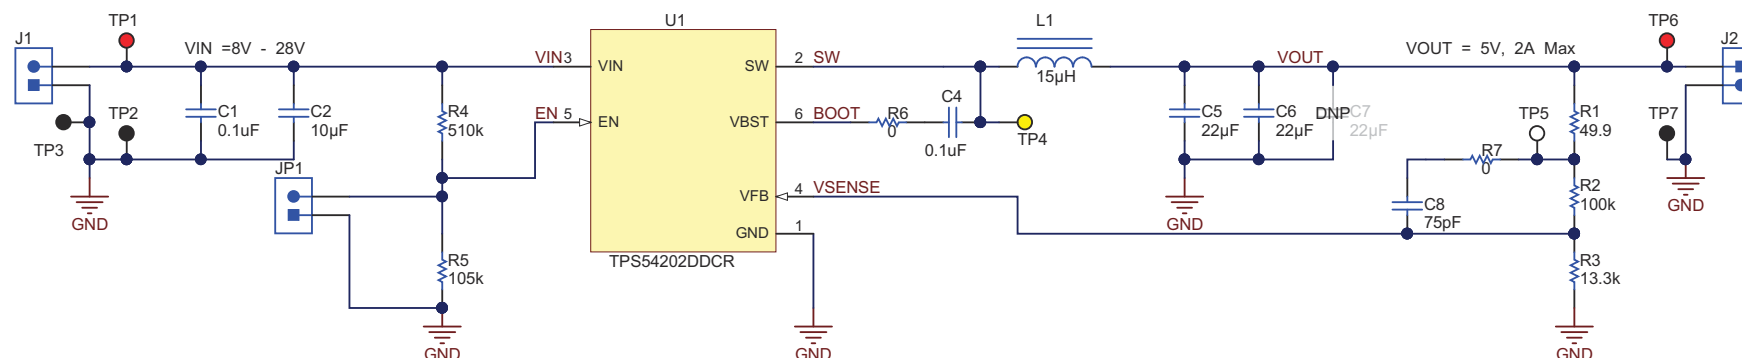 J1
TP1
VIN =8V - 28V
TP3
TP2
C1
0.1uF
C2
10µF
GND
JP1
R4
510k
R5
105k
GND
U1
VIN
3
VIN
EN
5
EN
SW
2
SW
VBST
6
BOOT
VFB
4
VSENSE
GND
1
TPS54202DDCR
GND
R6
0
C4
0.1uF
TP4
L1
15µH
C5
22µF
C6
22µF
DNP
C7
22µF
GND
VOUT
VOUT = 5V, 2A Max
C8
75pF
R7
0
TP5
R1
49.9
R2
100k
R3
13.3k
GND
TP6
J2
TP7
GND